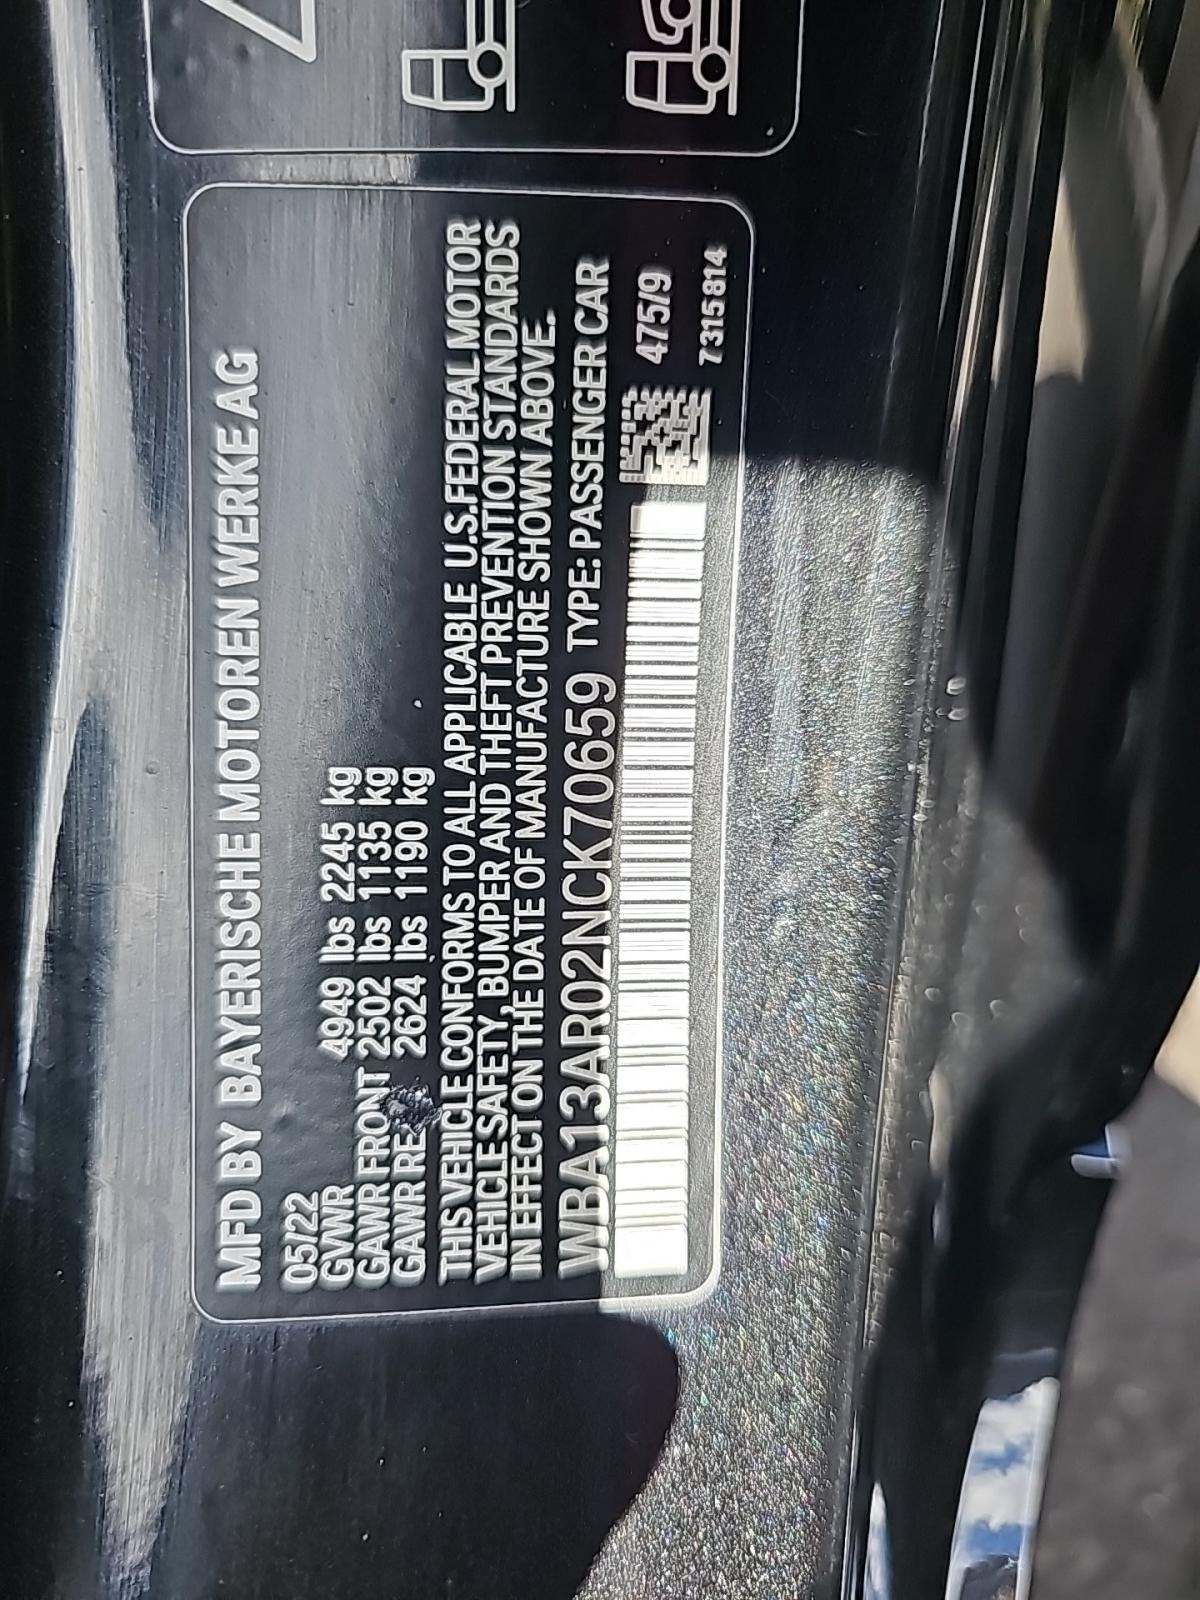 MFD BY BAYERISCHE MOTOREN WERKE AG
05/22
GVWR 4949 lbs 2245 kg
GAWR FRONT 2502 lbs 1135 kg
GAWR RE 2624 lbs 1190 kg
THIS VEHICLE CONFORMS TO ALL APPLICABLE U.S.FEDERAL MOTOR
VEHICLE SAFETY, BUMPER AND THEFT PREVENTION STANDARDS
IN EFFECT ON THE DATE OF MANUFACTURE SHOWN ABOVE.
WBA13AR02NCK70659 TYPE: PASSENGER CAR
475/9
7315814